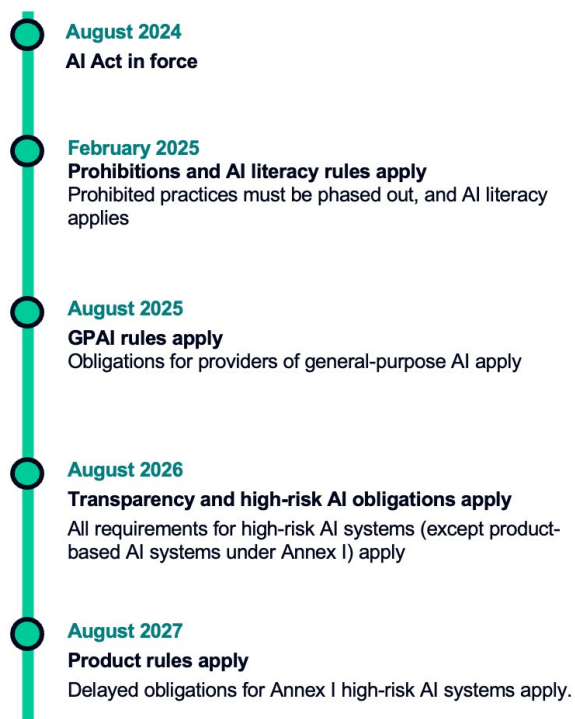 August 2024
AI Act in force
February 2025
Prohibitions and AI literacy rules apply
Prohibited practices must be phased out, and AI literacy
applies
August 2025
GPAI rules apply
Obligations for providers of general-purpose AI apply
August 2026
Transparency and high-risk AI obligations apply
All requirements for high-risk AI systems (except product-
based AI systems under Annex I) apply
August 2027
Product rules apply
Delayed obligations for Annex I high-risk AI systems apply.